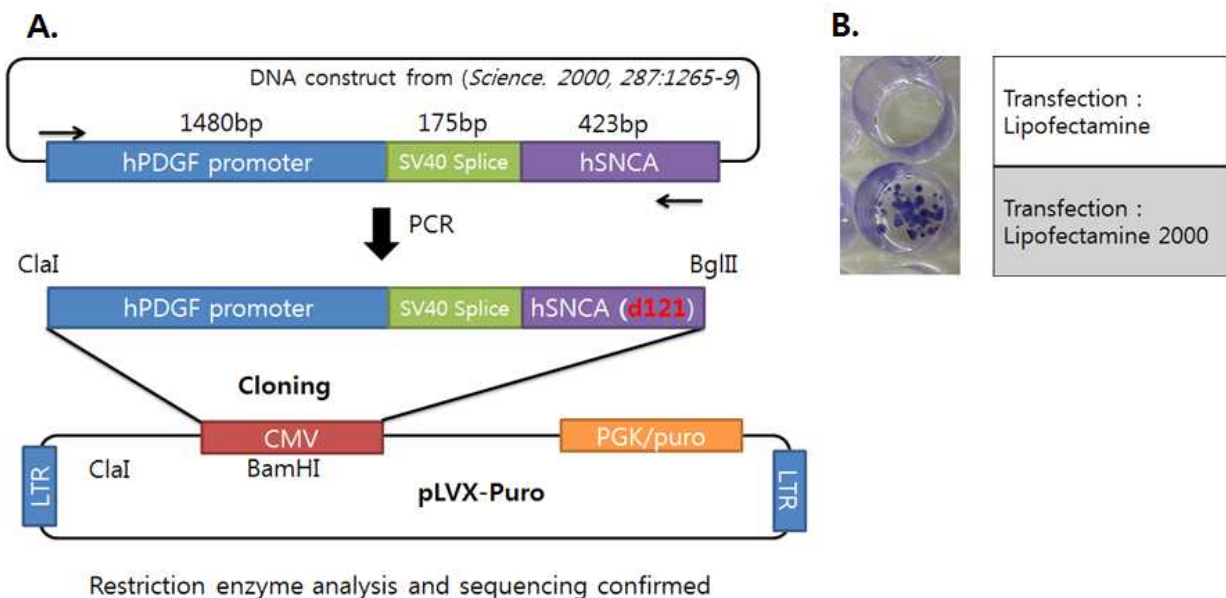 A.
DNA construct from (Science. 2000, 287:1265-9)
1480bp 175bp 423bp
hPDGF promoter SV40 Splice hSNCA
PCR
ClaI BglII
hPDGF promoter SV40 Splice hSNCA (d121)
Cloning
CMV PGK/puro
ClaI BamHI
LTR LTR
pLVX-Puro
Restriction enzyme analysis and sequencing confirmed
B.
Transfection :
Lipofectamine
Transfection :
Lipofectamine 2000